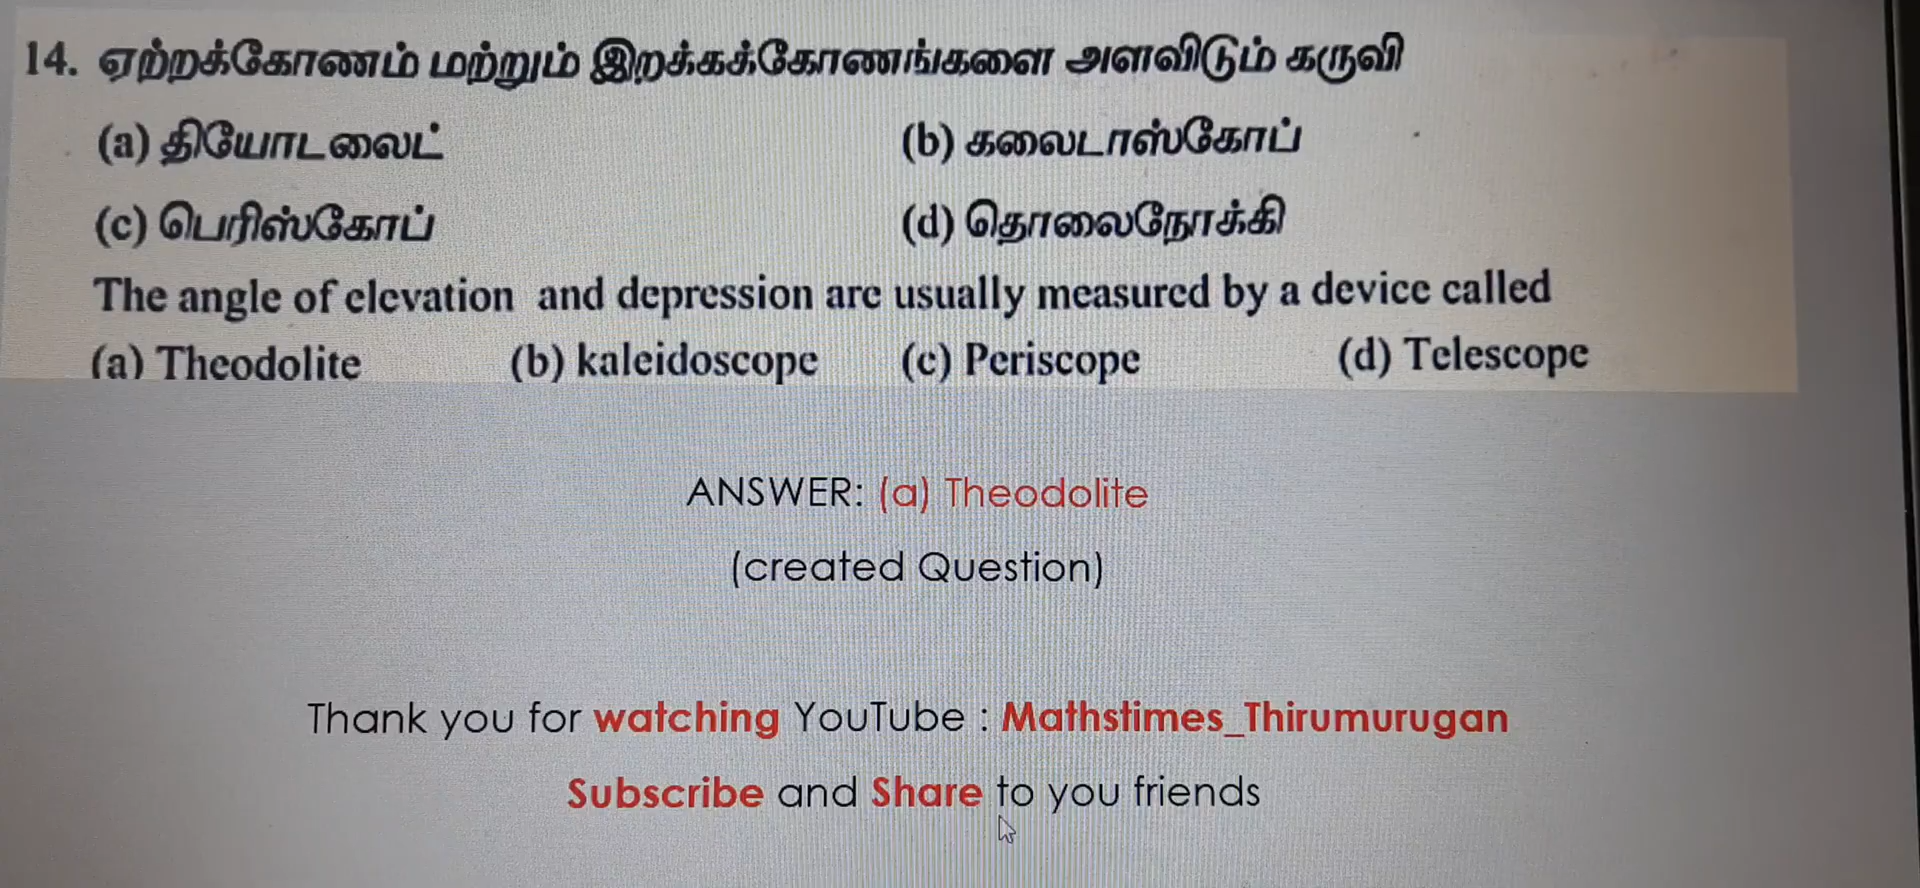 14. ஏற்றக்கோணம் மற்றும் இறக்கக்கோணங்களை அளவிடும் கருவி
(a) தியோடலைட் (b) கலைடாஸ்கோப்
(c) பெரிஸ்கோப் (d) தொலைநோக்கி
The angle of elevation and depression are usually measured by a device called
(a) Theodolite (b) kaleidoscope (c) Periscope (d) Telescope
ANSWER: (a) Theodolite
(created Question)
Thank you for watching YouTube : Mathstimes_Thirumurugan
Subscribe and Share to you friends